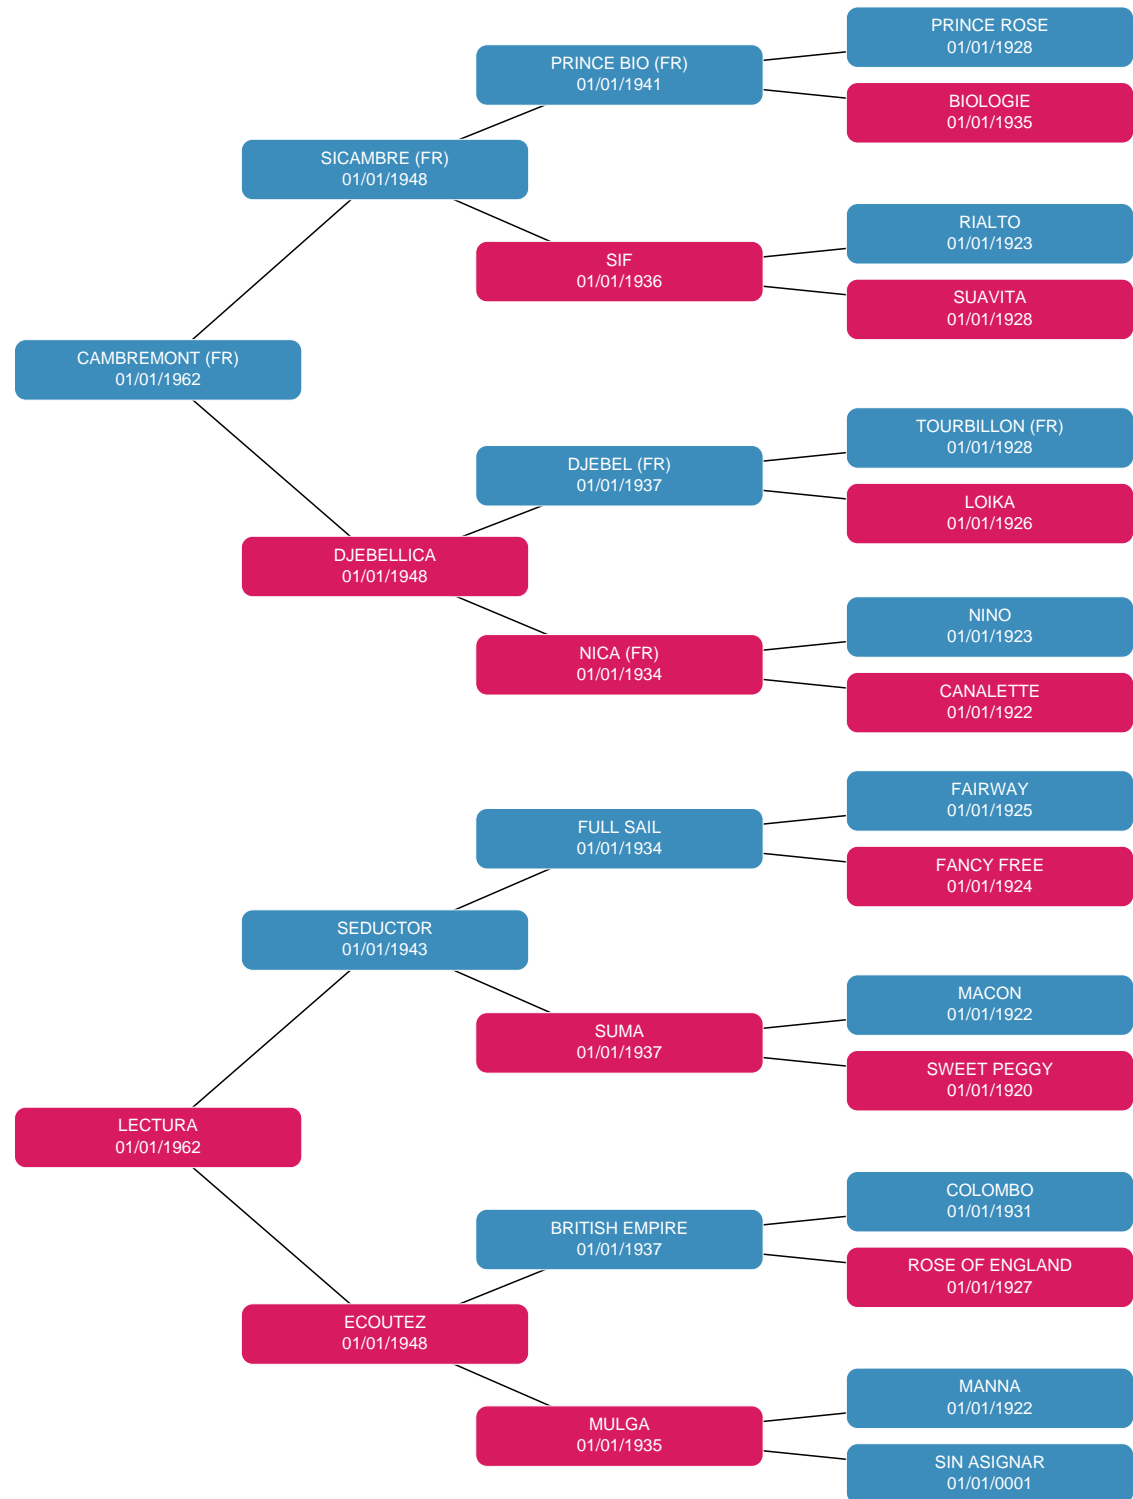 PRINCE ROSE
01/01/1928
PRINCE BIO (FR)
01/01/1941
BIOLOGIE
01/01/1935
SICAMBRE (FR)
01/01/1948
RIALTO
01/01/1923
SIF
01/01/1936
SUAVITA
01/01/1928
CAMBREMONT (FR)
01/01/1962
TOURBILLON (FR)
01/01/1928
DJEBEL (FR)
01/01/1937
LOIKA
01/01/1926
DJEBELLICA
01/01/1948
NINO
01/01/1923
NICA (FR)
01/01/1934
CANALETTE
01/01/1922
FAIRWAY
01/01/1925
FULL SAIL
01/01/1934
FANCY FREE
01/01/1924
SEDUCTOR
01/01/1943
MACON
01/01/1922
SUMA
01/01/1937
SWEET PEGGY
01/01/1920
LECTURA
01/01/1962
COLOMBO
01/01/1931
BRITISH EMPIRE
01/01/1937
ROSE OF ENGLAND
01/01/1927
ECOUTEZ
01/01/1948
MANNA
01/01/1922
MULGA
01/01/1935
SIN ASIGNAR
01/01/0001